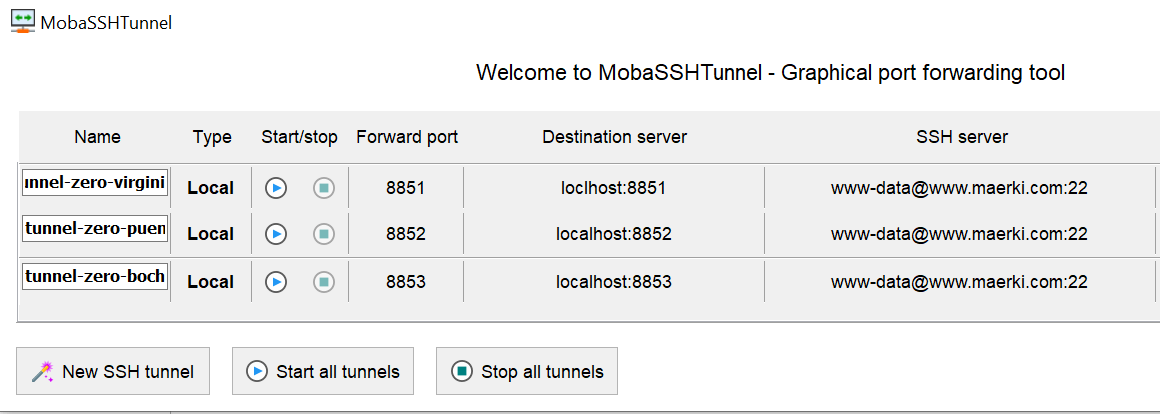 MobaSSHTunnel
Welcome to MobaSSHTunnel - Graphical port forwarding tool
Name Type Start/stop Forward port Destination server SSH server
nnel-zero-virgini Local 8851 loclhost:8851 www-data@www.maerki.com:22
tunnel-zero-puen Local 8852 localhost:8852 www-data@www.maerki.com:22
tunnel-zero-boch Local 8853 localhost:8853 www-data@www.maerki.com:22
New SSH tunnel Start all tunnels Stop all tunnels